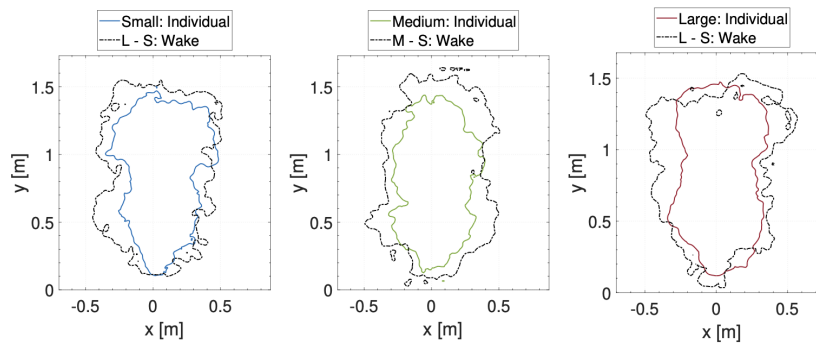 Small: Individual
L - S: Wake
1.5
1
0.5
0
y [m]
-0.5 0 0.5
x [m]
Medium: Individual
M - S: Wake
1.5
1
0.5
0
y [m]
-0.5 0 0.5
x [m]
Large: Individual
L - S: Wake
1.5
1
0.5
0
y [m]
-0.5 0 0.5
x [m]